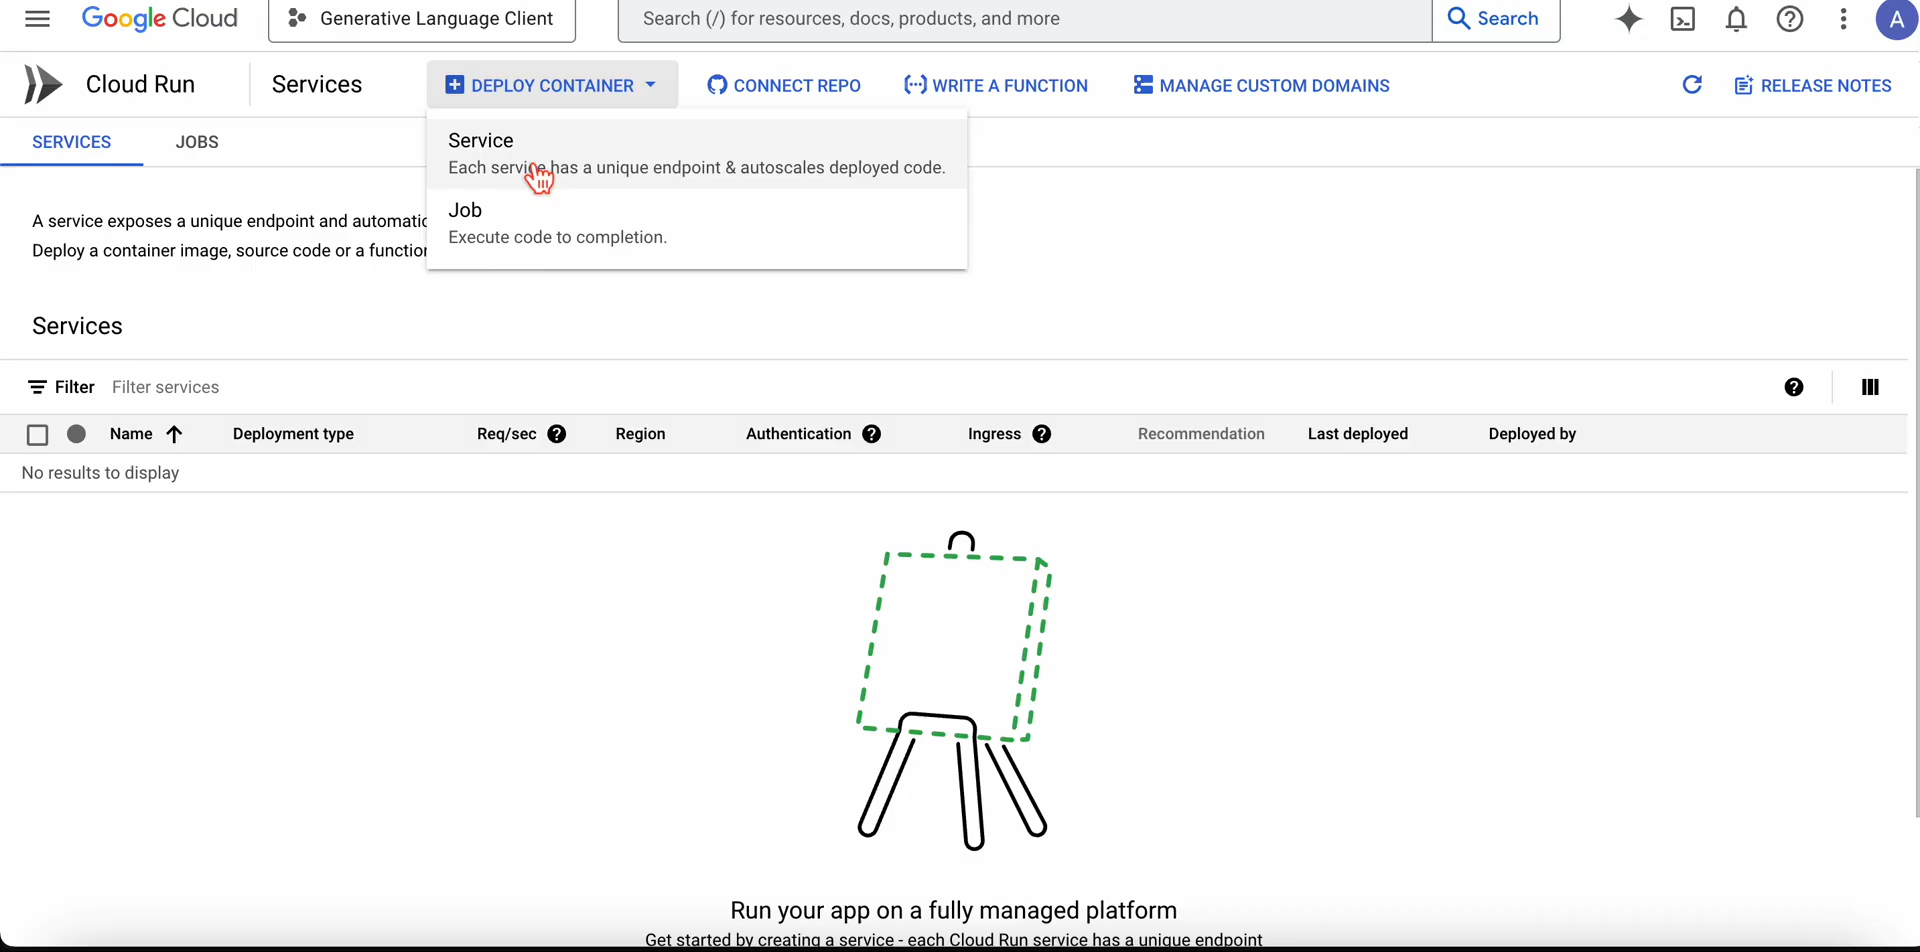 Google Cloud
Generative Language Client
Search (/) for resources, docs, products, and more
Search
A
Cloud Run
Services
DEPLOY CONTAINER
CONNECT REPO
WRITE A FUNCTION
MANAGE CUSTOM DOMAINS
RELEASE NOTES
SERVICES
JOBS
Service
Each service has a unique endpoint & autoscales deployed code.
Job
Execute code to completion.
A service exposes a unique endpoint and
Deploy a container image, source code or a
Services
Filter
Filter services
Name
Deployment type
Req/sec
Region
Authentication
Ingress
Recommendation
Last deployed
Deployed by
No results to display
Run your app on a fully managed platform
Get started by creating a service - each Cloud Run service has a unique endpoint